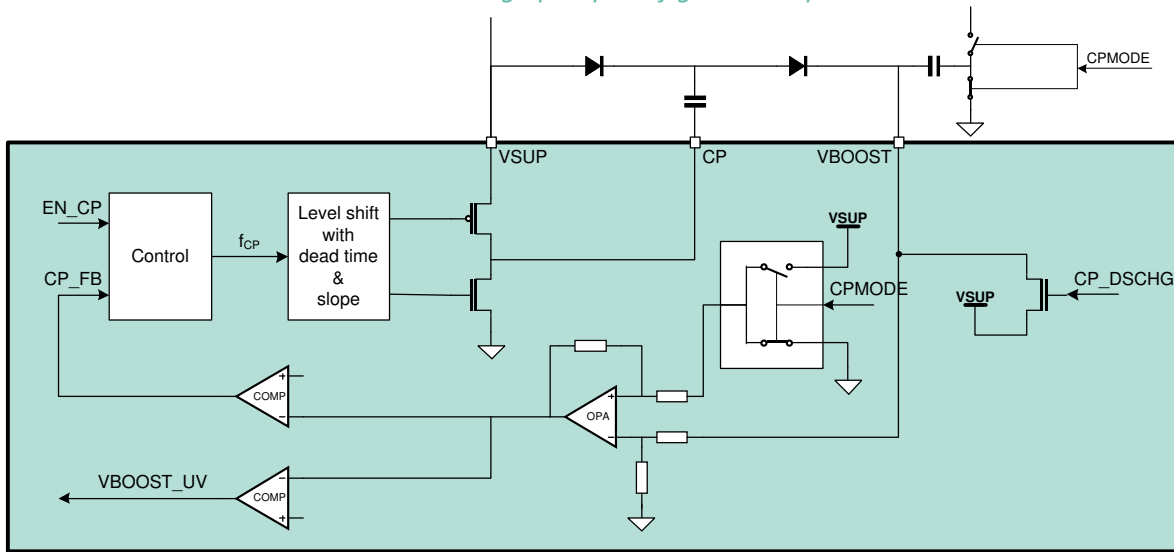 CPMODE
VSUP
CP
VBOOST
EN_CP
Control
fCP
Level shift
with
dead time
&
slope
CP_FB
VSUP
CPMODE
VSUP
CP_DSCHG
+
COMP
−
+
OPA
−
VBOOST_UV
−
COMP
+